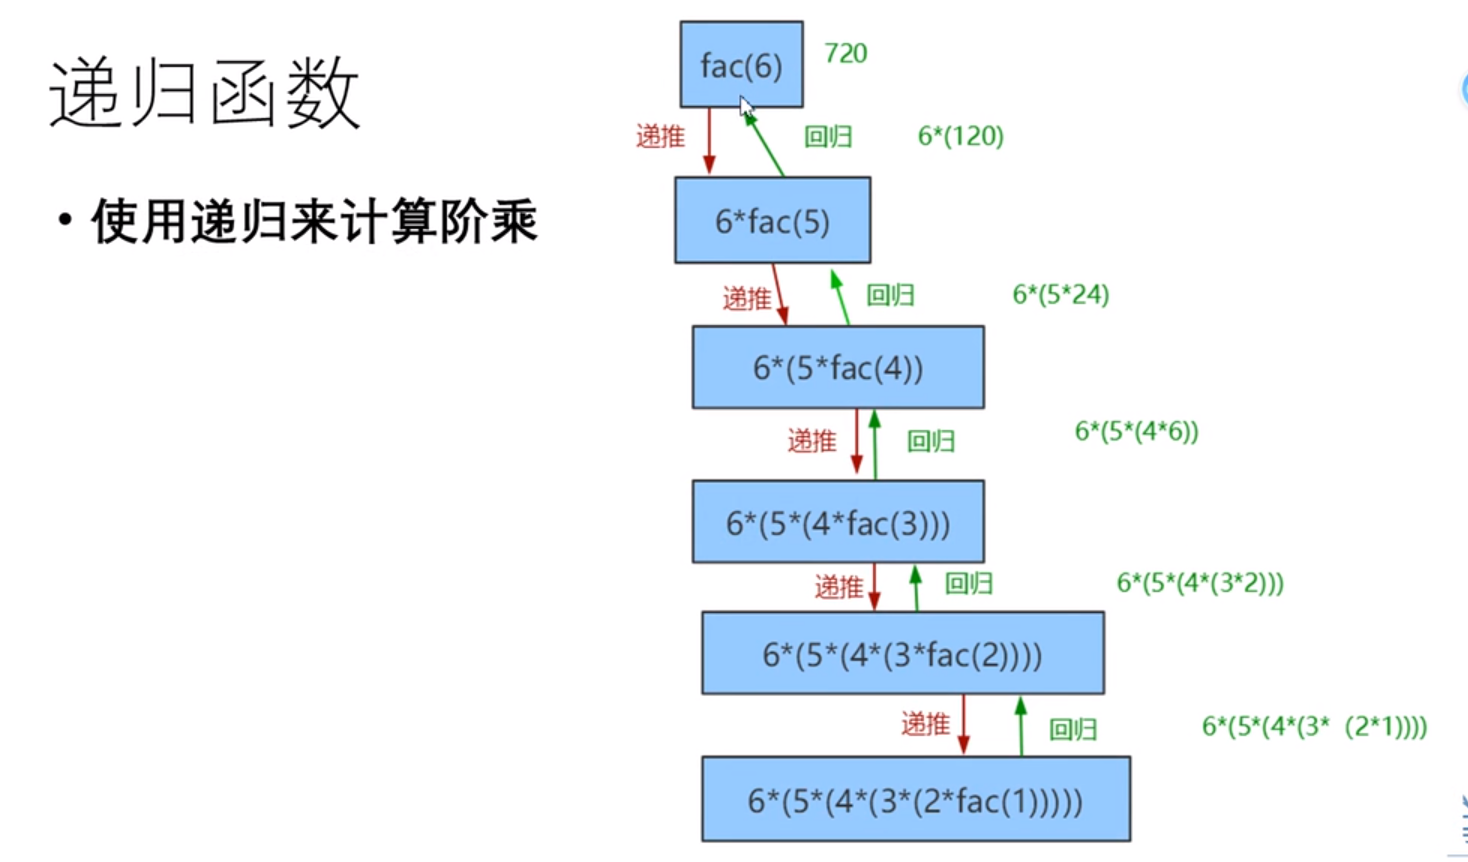 递归函数
• 使用递归来计算阶乘
fac(6)
720
递推
回归
6*(120)
6*fac(5)
递推
回归
6*(5*24)
6*(5*fac(4))
递推
回归
6*(5*(4*6))
6*(5*(4*fac(3)))
递推
回归
6*(5*(4*(3*2)))
6*(5*(4*(3*fac(2))))
递推
回归
6*(5*(4*(3*（2*1))))
6*(5*(4*(3*(2*fac(1)))))